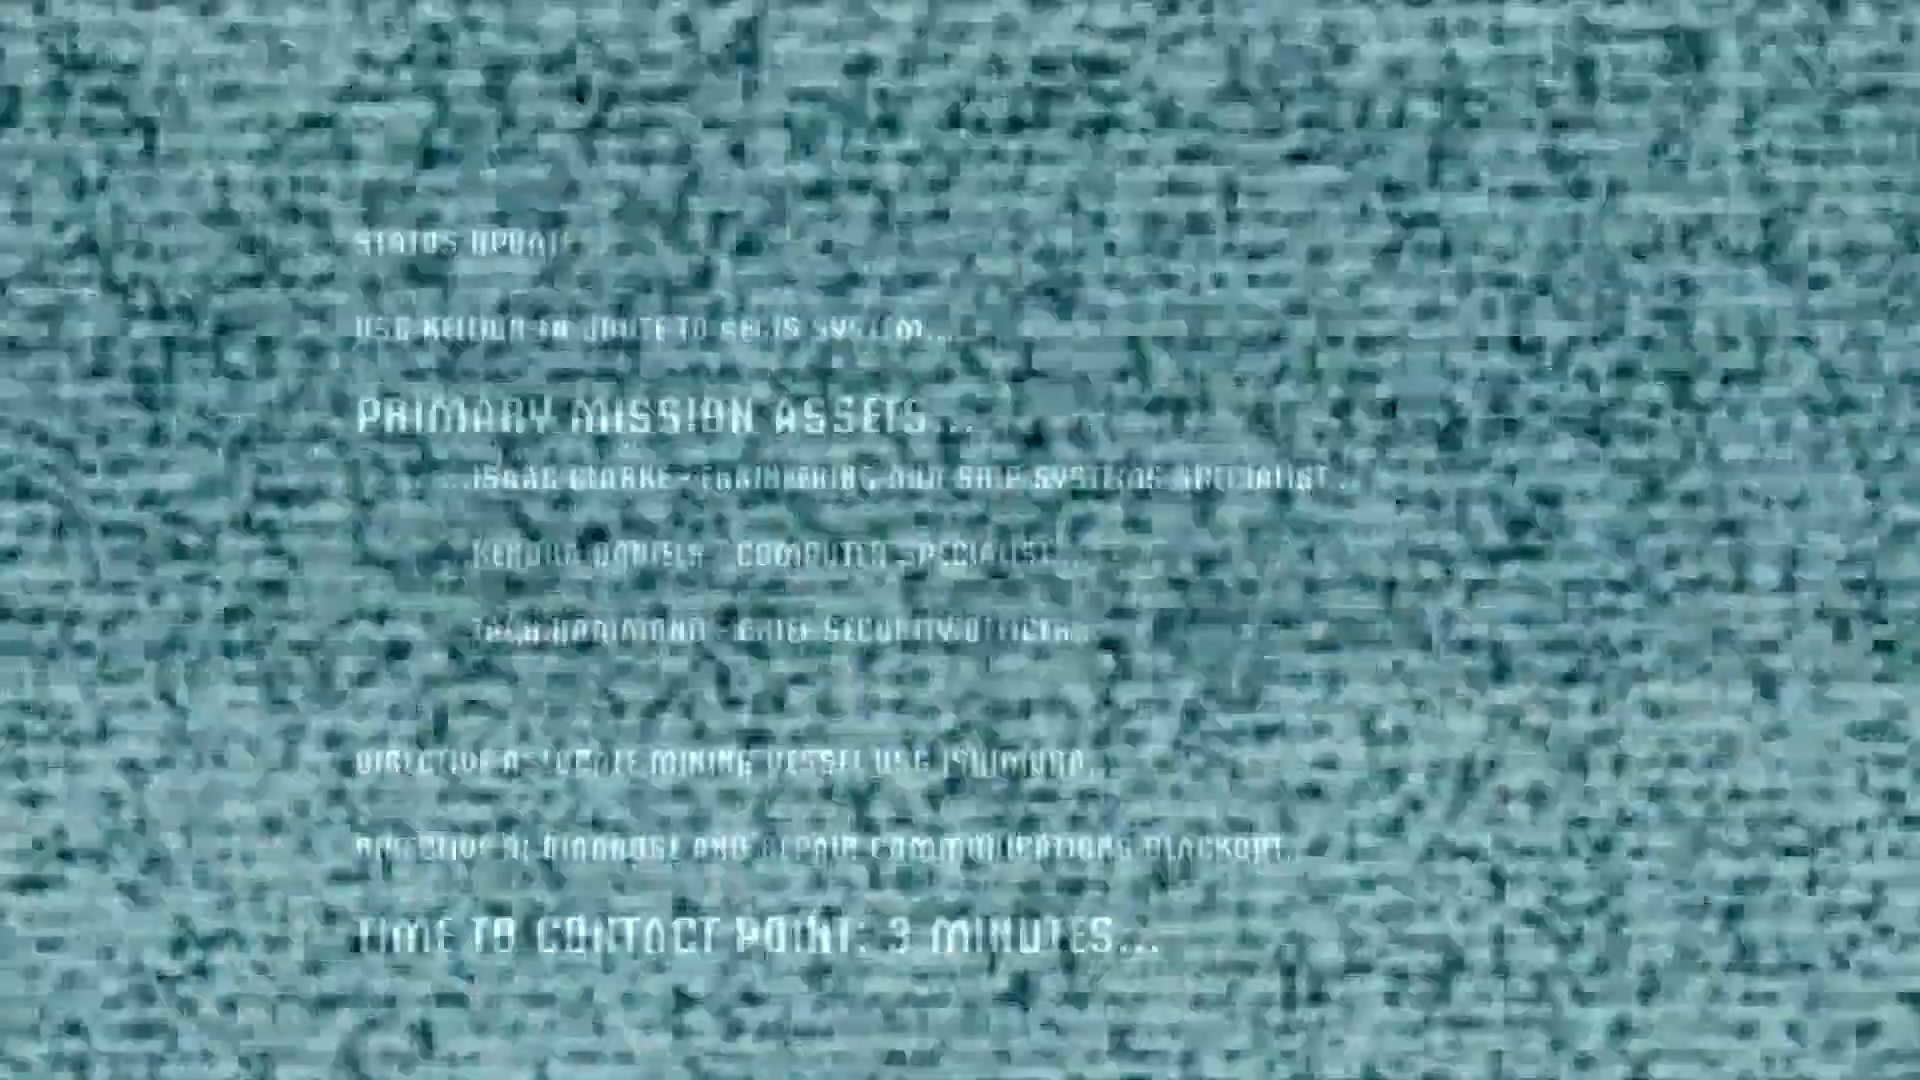 STATUS UPDATE
USG KELLION EN ROUTE TO AEGIS SYSTEM...
PRIMARY MISSION ASSETS...
...ISAAC CLARKE - ENGINEERING AND SHIP SYSTEMS SPECIALIST...
KENDRA DANIELS - COMPUTER SPECIALIST...
ZACH HAMMOND - CHIEF SECURITY OFFICER...
DIRECTIVE A: LOCATE MINING VESSEL USG ISHIMURA...
DIRECTIVE B: DIAGNOSE AND REPAIR COMMUNICATIONS BLACKOUT...
TIME TO CONTACT POINT: 3 MINUTES...